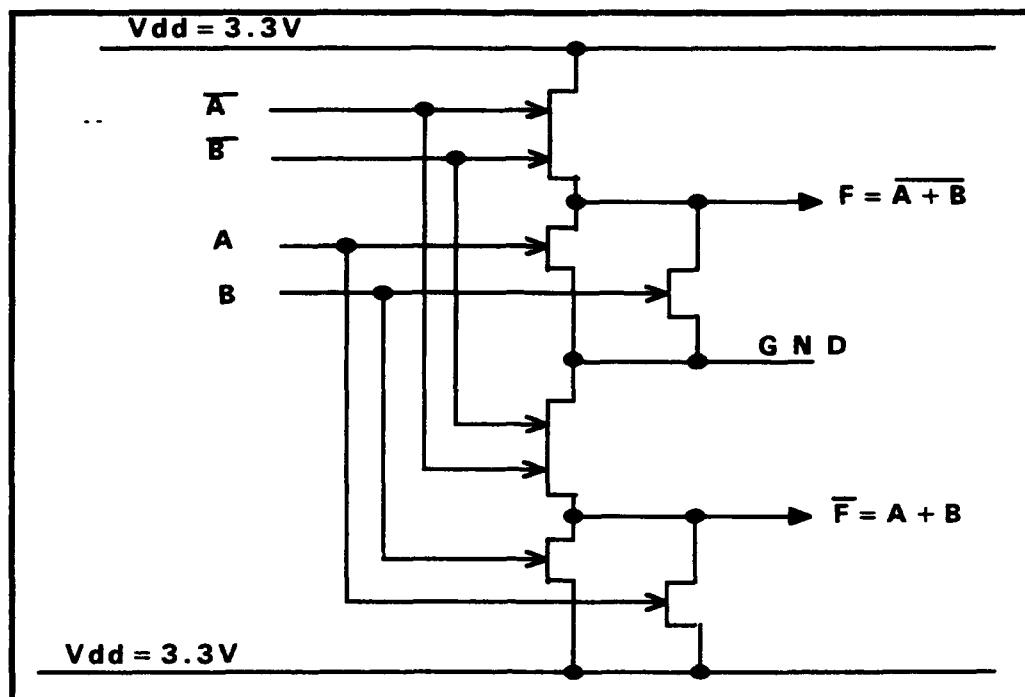 Vdd = 3.3V
A̅
B̅
F = A̅ ̅+̅ ̅B̅
A
B
GND
F̅ = A + B
Vdd = 3.3V